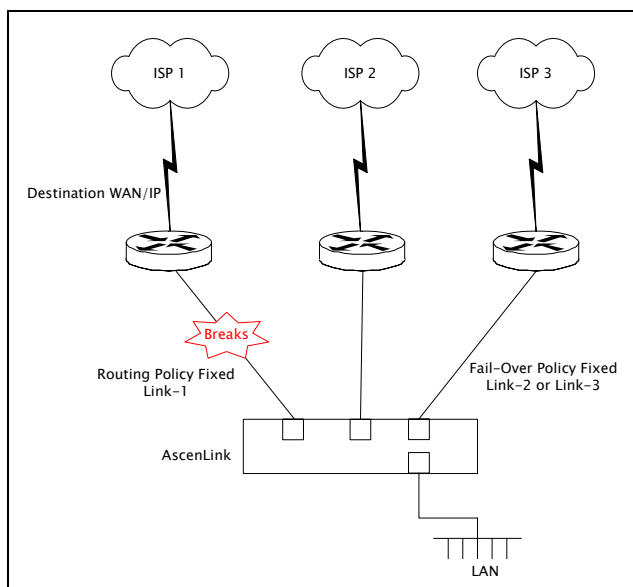 ISP 1
ISP 2
ISP 3
Destination WAN/IP
Breaks
Routing Policy Fixed
Link-1
Fail-Over Policy Fixed
Link-2 or Link-3
AscenLink
LAN